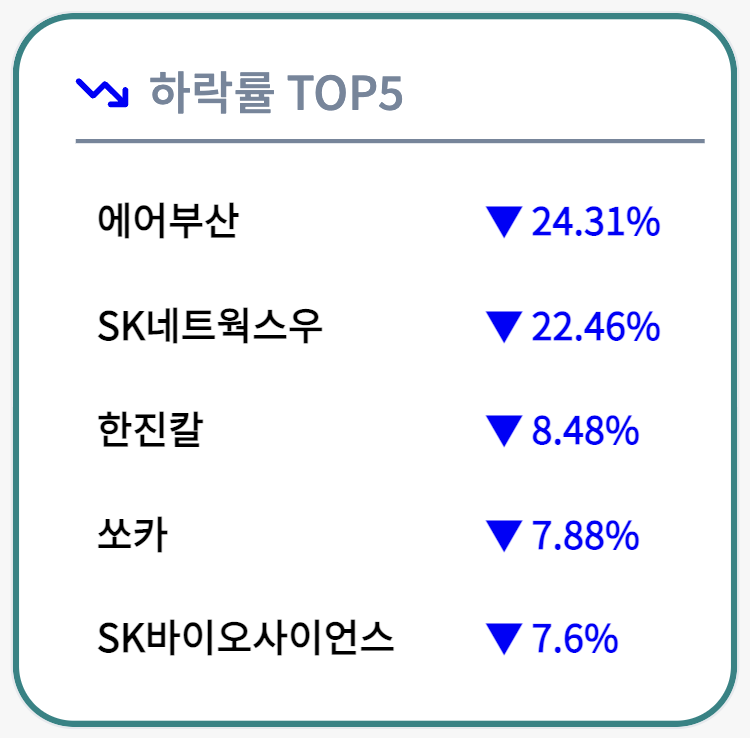 하락률 TOP5
에어부산 ▼ 24.31%
SK네트웍스우 ▼ 22.46%
한진칼 ▼ 8.48%
쏘카 ▼ 7.88%
SK바이오사이언스 ▼ 7.6%